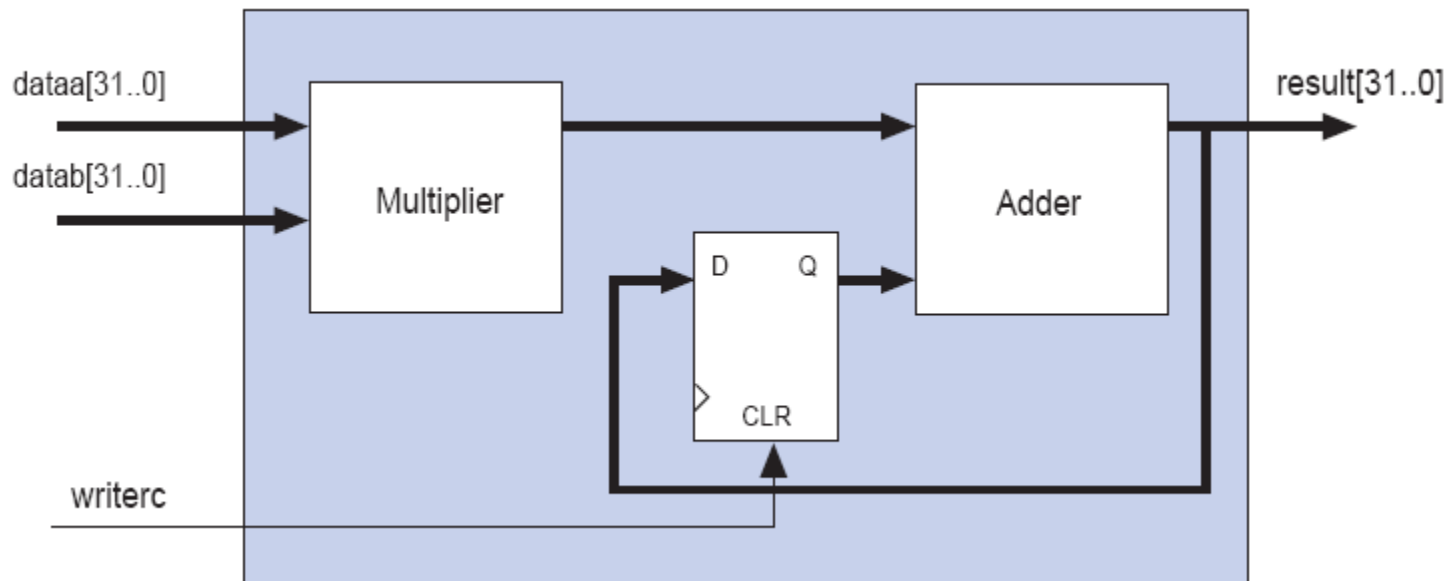 dataa[31..0]
result[31..0]
datab[31..0]
Multiplier
Adder
D Q
CLR
writerc